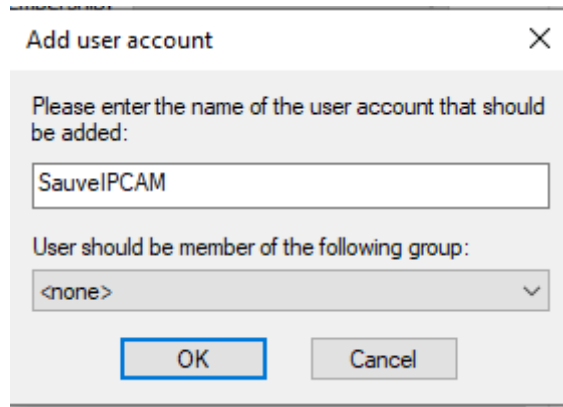 Add user account
Please enter the name of the user account that should
be added:
SauveIPCAM
User should be member of the following group:
<none>
OK
Cancel